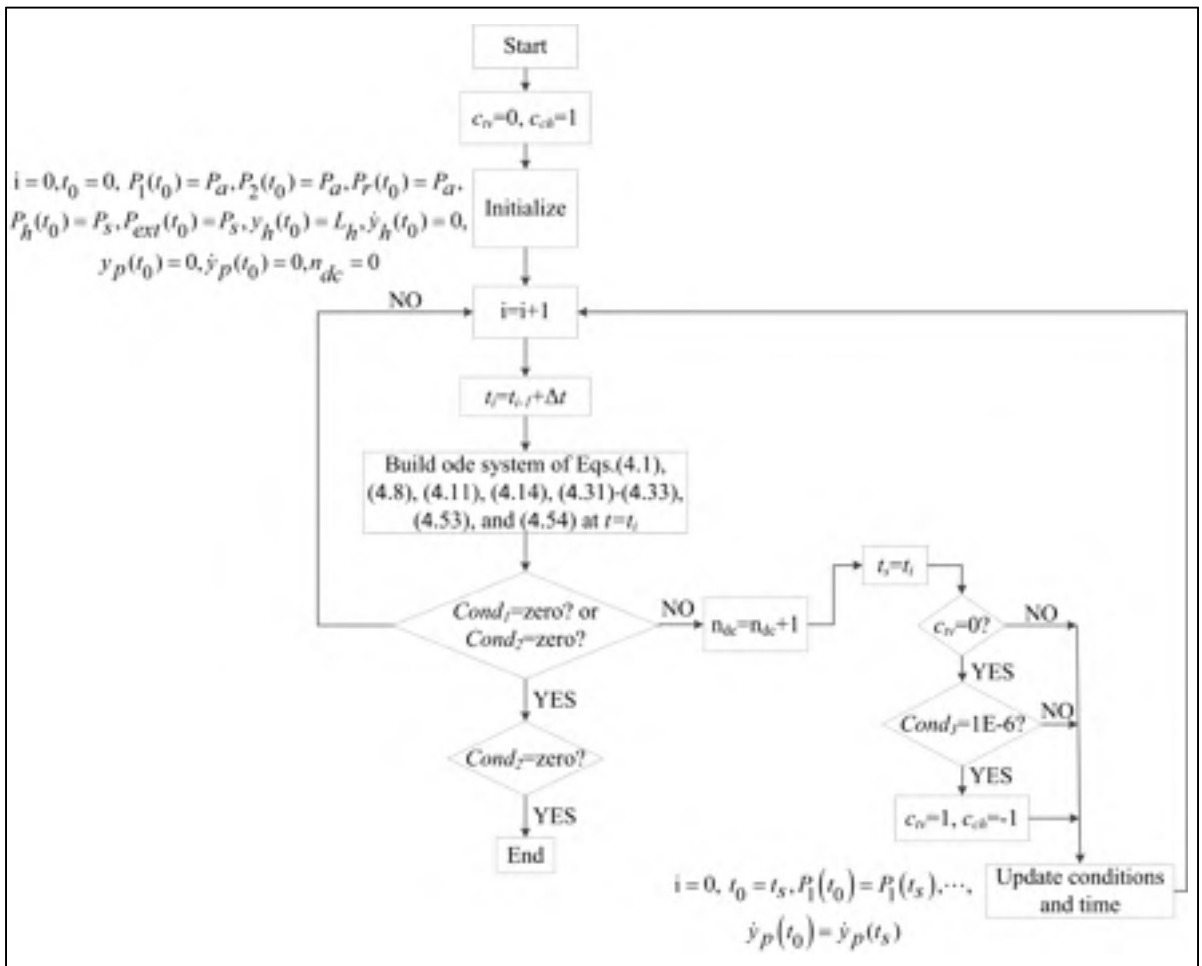 Start
c_tv=0, c_ch=1
i = 0, t_0 = 0, P_1(t_0) = P_a, P_2(t_0) = P_a, P_r(t_0) = P_a,
P_h(t_0) = P_s, P_ext(t_0) = P_s, y_h(t_0) = L_h, ẏ_h(t_0) = 0,
y_p(t_0) = 0, ẏ_p(t_0) = 0, n_dc = 0
Initialize
NO
i=i+1
t_i=t_i-1+Δt
Build ode system of Eqs.(4.1),
(4.8), (4.11), (4.14), (4.31)-(4.33),
(4.53), and (4.54) at t=t_i
Cond_1=zero? or
Cond_2=zero?
NO
n_dc=n_dc+1
t_s=t_i
c_tv=0?
NO
YES
Cond_3=1E-6?
NO
YES
c_tv=1, c_ch=-1
YES
Cond_2=zero?
YES
End
i = 0, t_0 = t_s, P_1(t_0) = P_1(t_s), ⋯,
ẏ_p(t_0) = ẏ_p(t_s)
Update conditions
and time